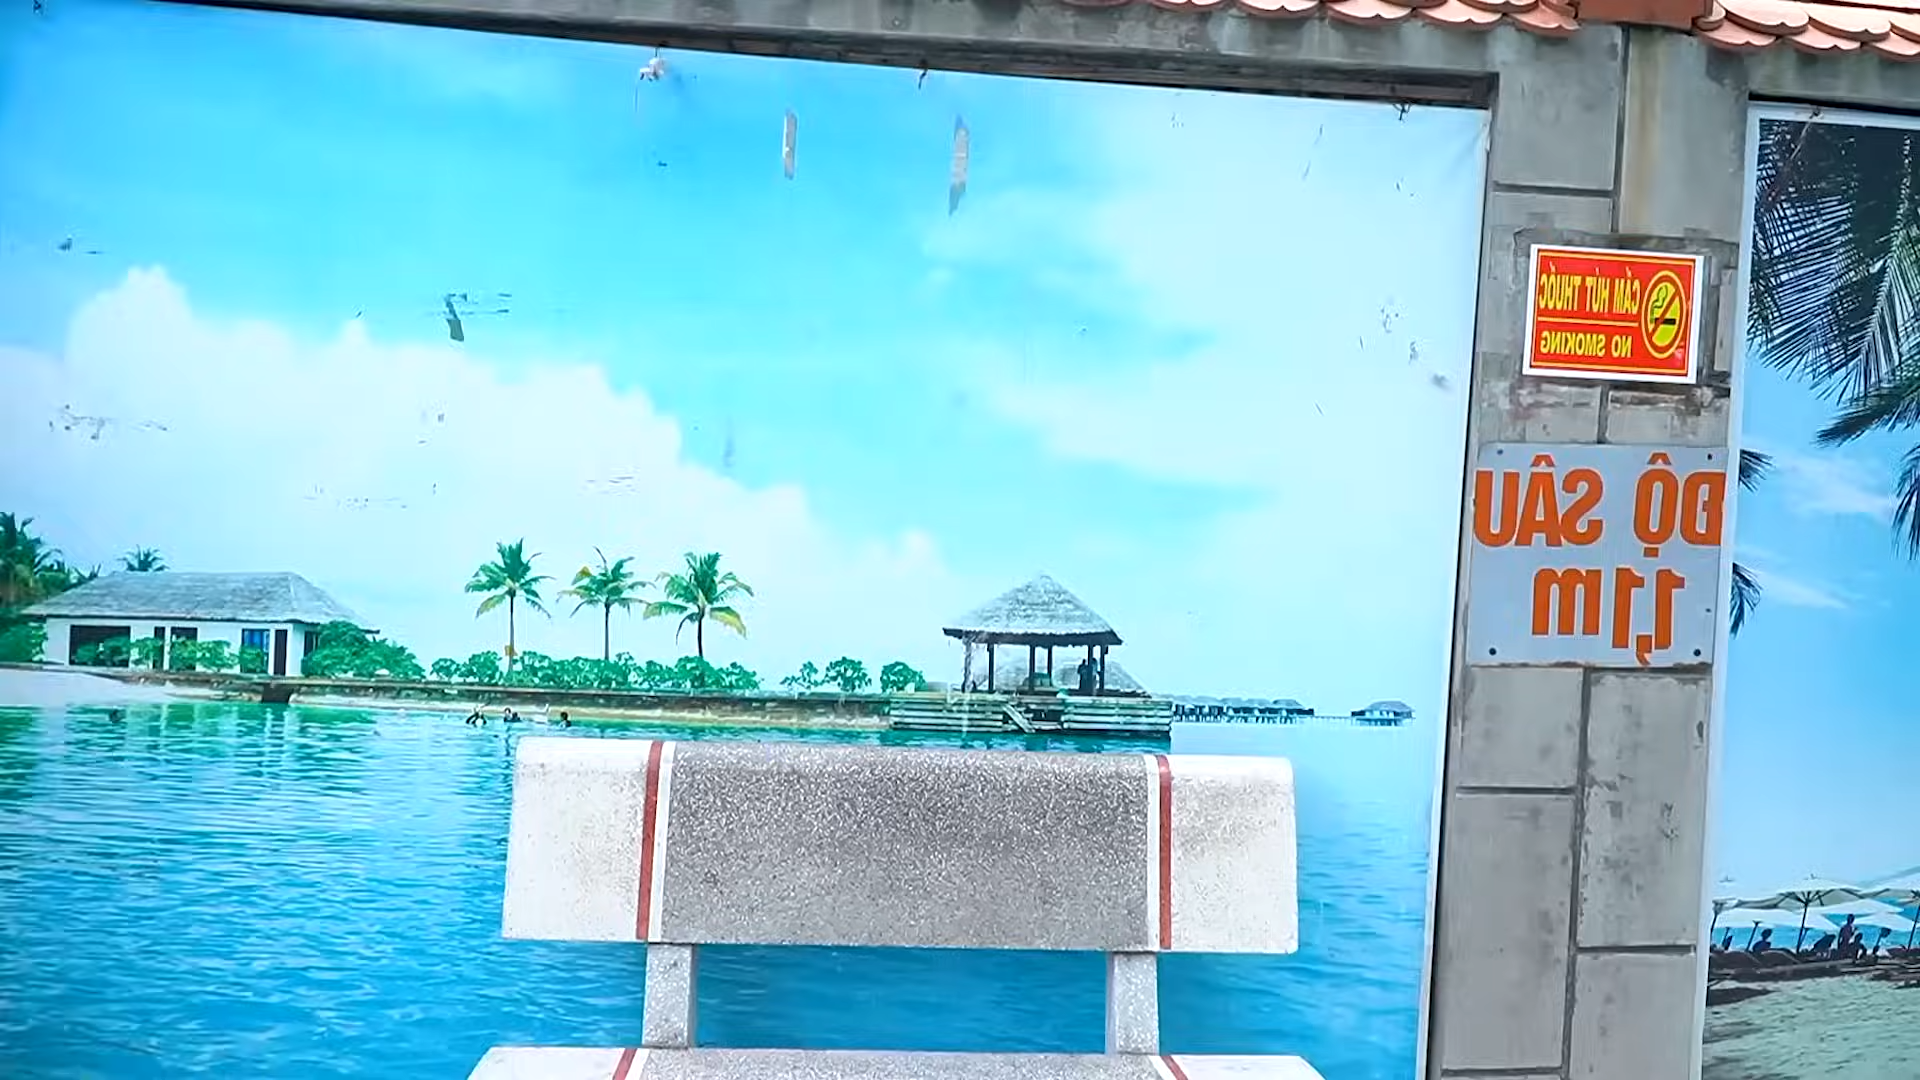 CẤM HÚT THUỐC
NO SMOKING
ĐỘ SÂU
1,1m